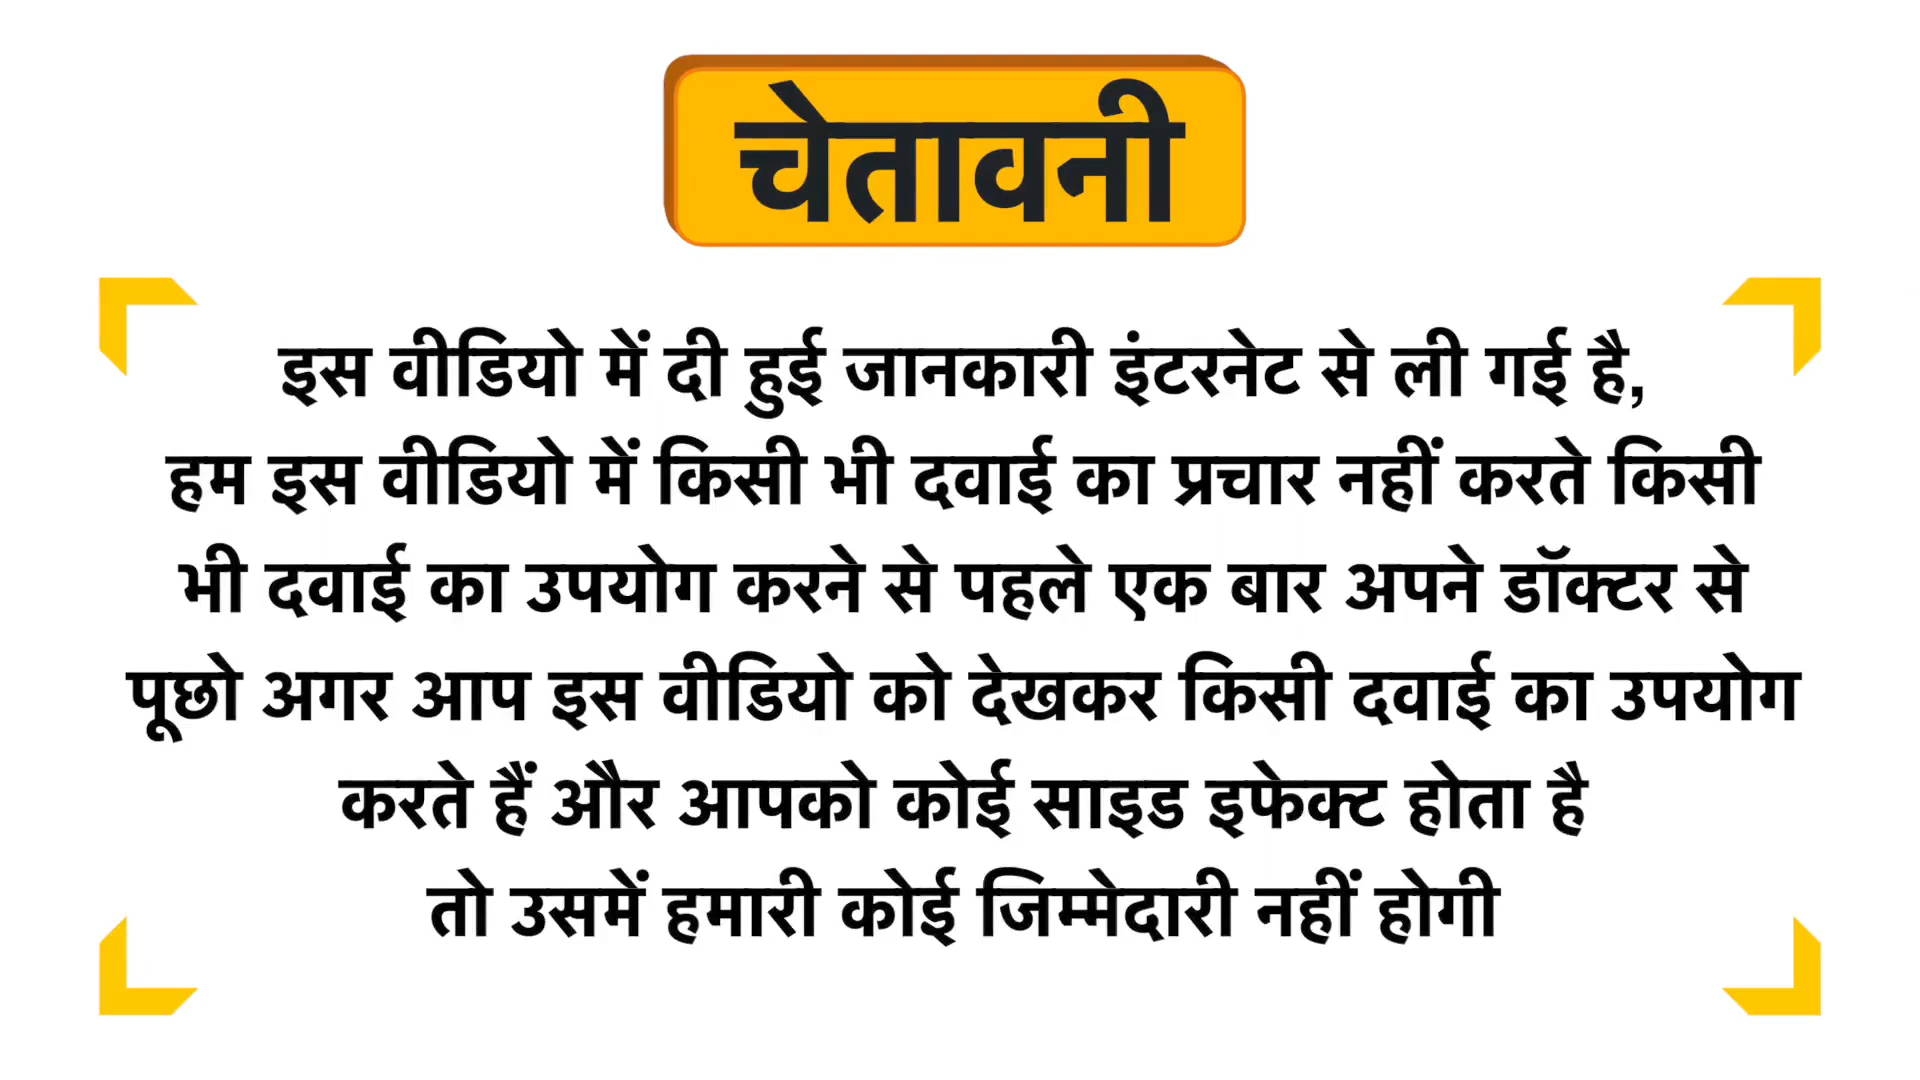 चेतावनी
इस वीडियो में दी हुई जानकारी इंटरनेट से ली गई है,
हम इस वीडियो में किसी भी दवाई का प्रचार नहीं करते किसी
भी दवाई का उपयोग करने से पहले एक बार अपने डॉक्टर से
पूछो अगर आप इस वीडियो को देखकर किसी दवाई का उपयोग
करते हैं और आपको कोई साइड इफेक्ट होता है
तो उसमें हमारी कोई जिम्मेदारी नहीं होगी